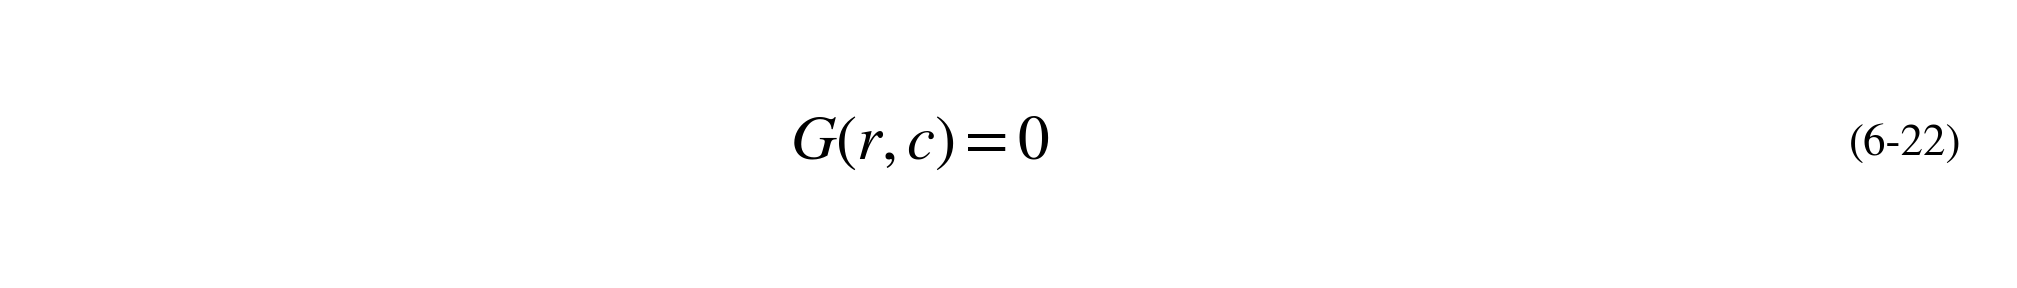 G(r, c) = 0 (6-22)